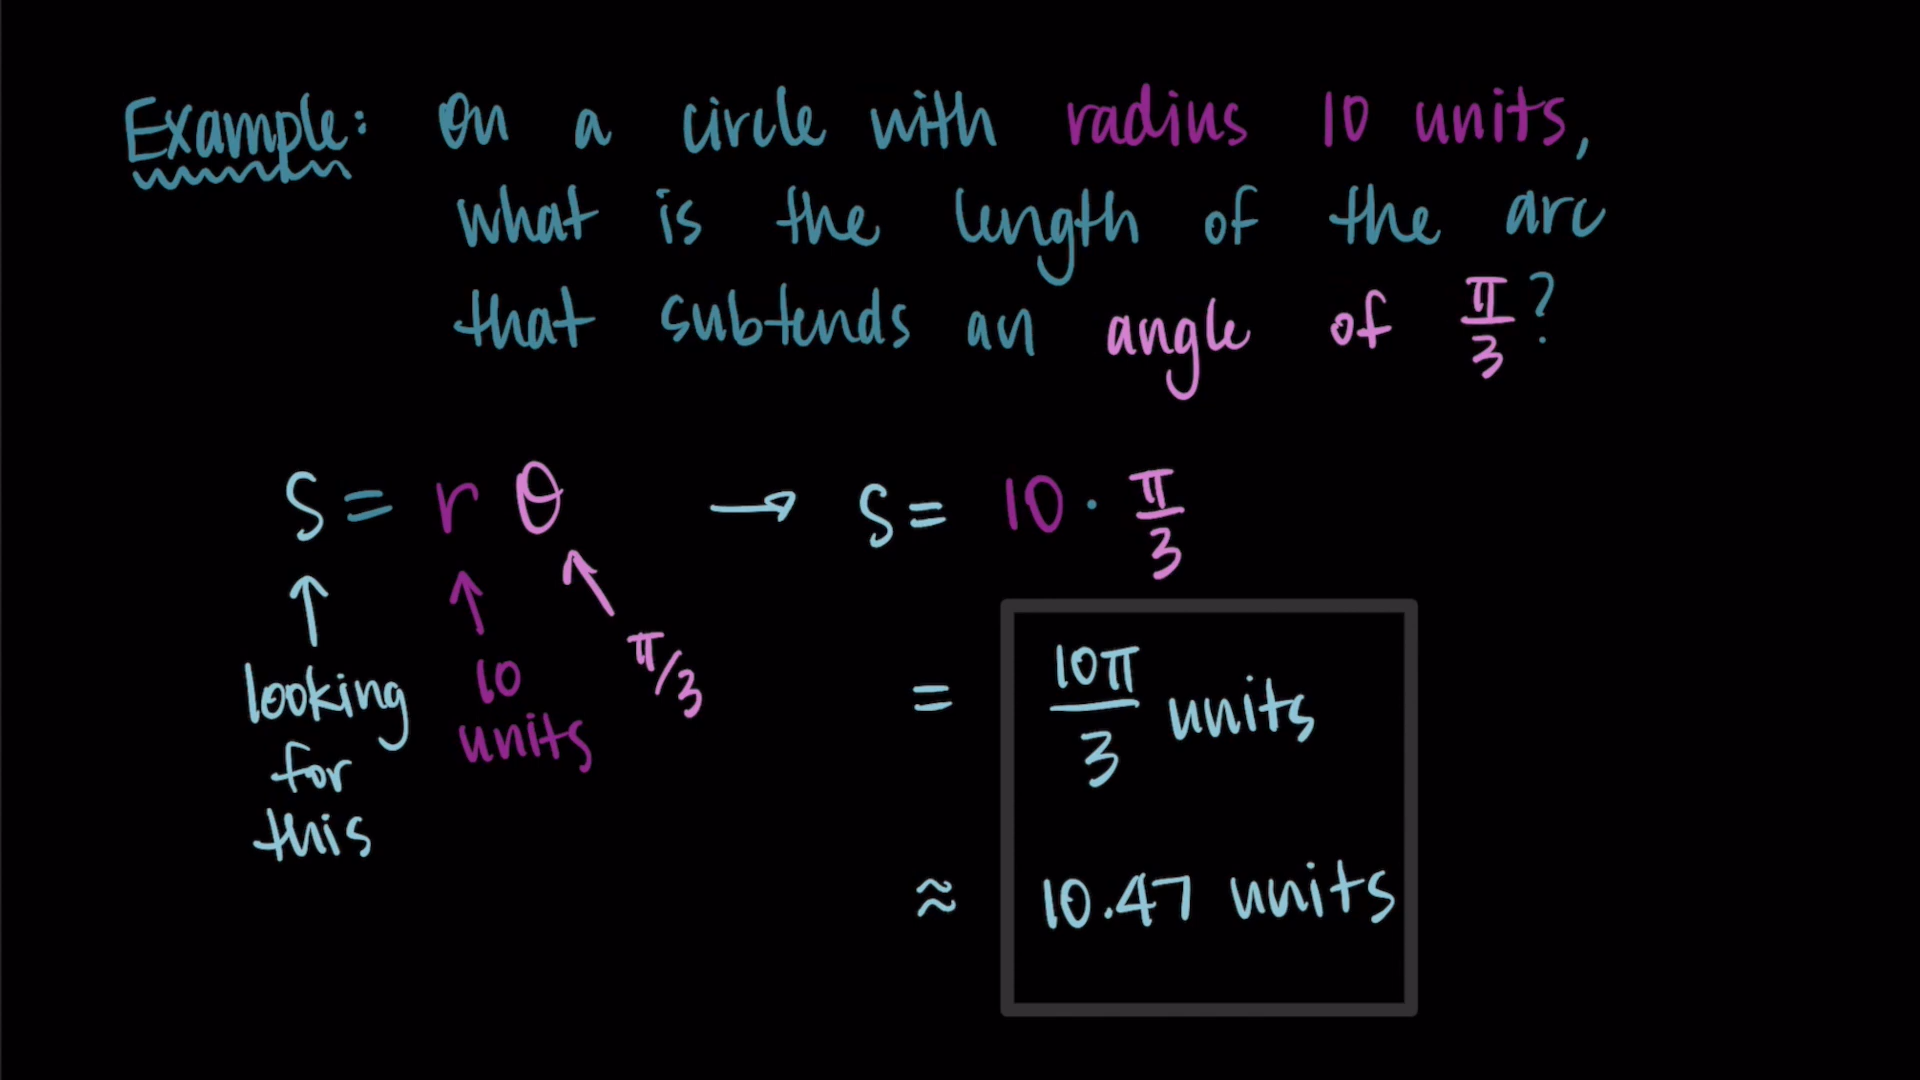 Example: On a circle with radius 10 units,
what is the length of the arc
that subtends an angle of π/3?
S = r θ → S = 10 · π/3
looking for this
10 units
π/3
= 10π/3 units
≈ 10.47 units